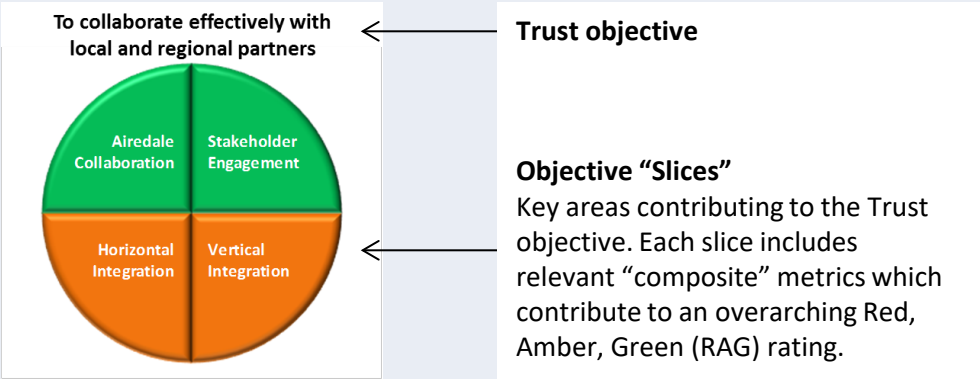 To collaborate effectively with
local and regional partners
Airedale
Collaboration
Stakeholder
Engagement
Horizontal
Integration
Vertical
Integration
Trust objective
Objective “Slices”
Key areas contributing to the Trust
objective. Each slice includes
relevant “composite” metrics which
contribute to an overarching Red,
Amber, Green (RAG) rating.